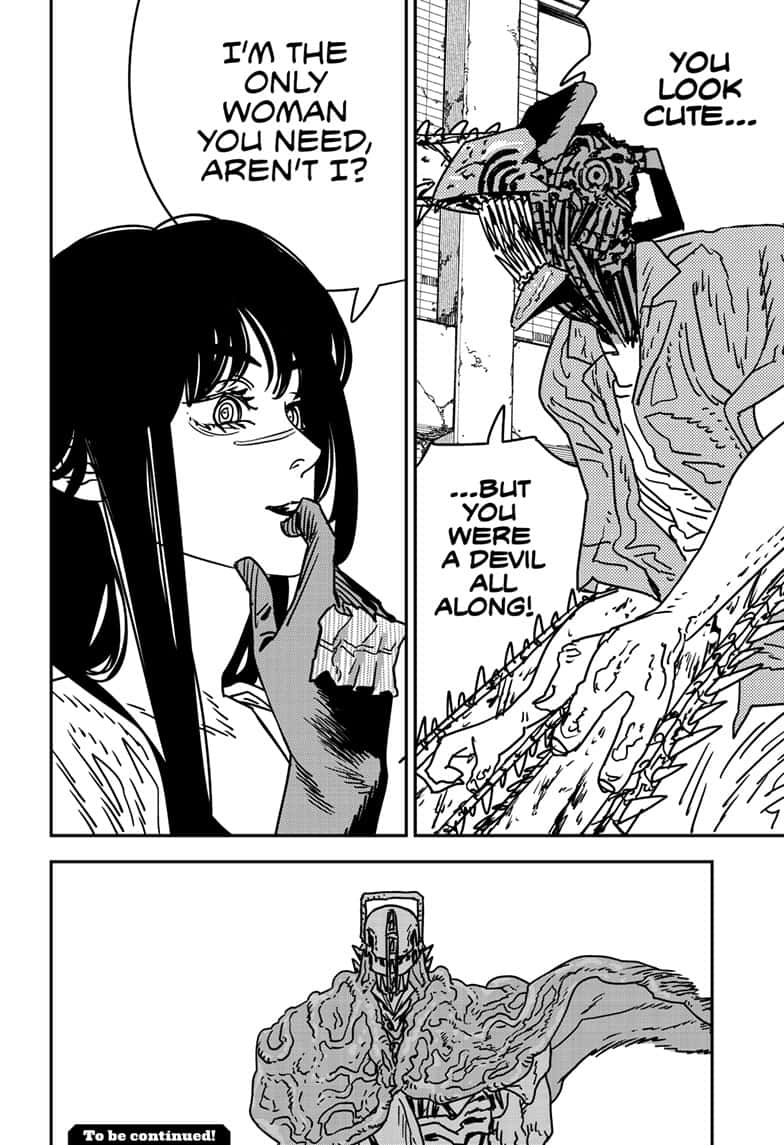 YOU
LOOK
CUTE...
...BUT
YOU
WERE
A DEVIL
ALL
ALONG!
I'M THE
ONLY
WOMAN
YOU NEED,
AREN'T I?
To be continued!